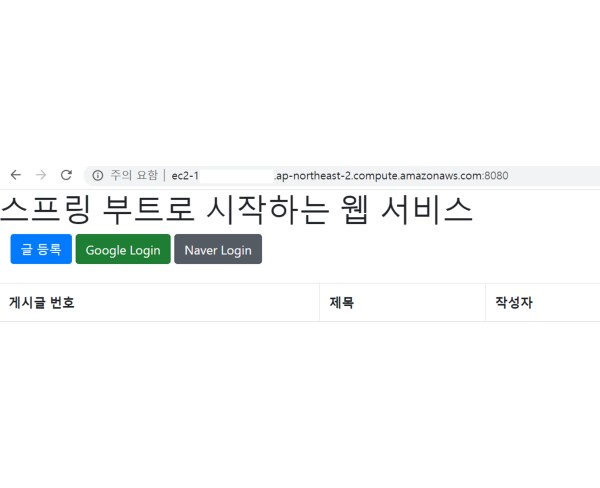 주의 요함 | ec2-1 .ap-northeast-2.compute.amazonaws.com:8080
스프링 부트로 시작하는 웹 서비스
글 등록 Google Login Naver Login
게시글 번호 제목 작성자